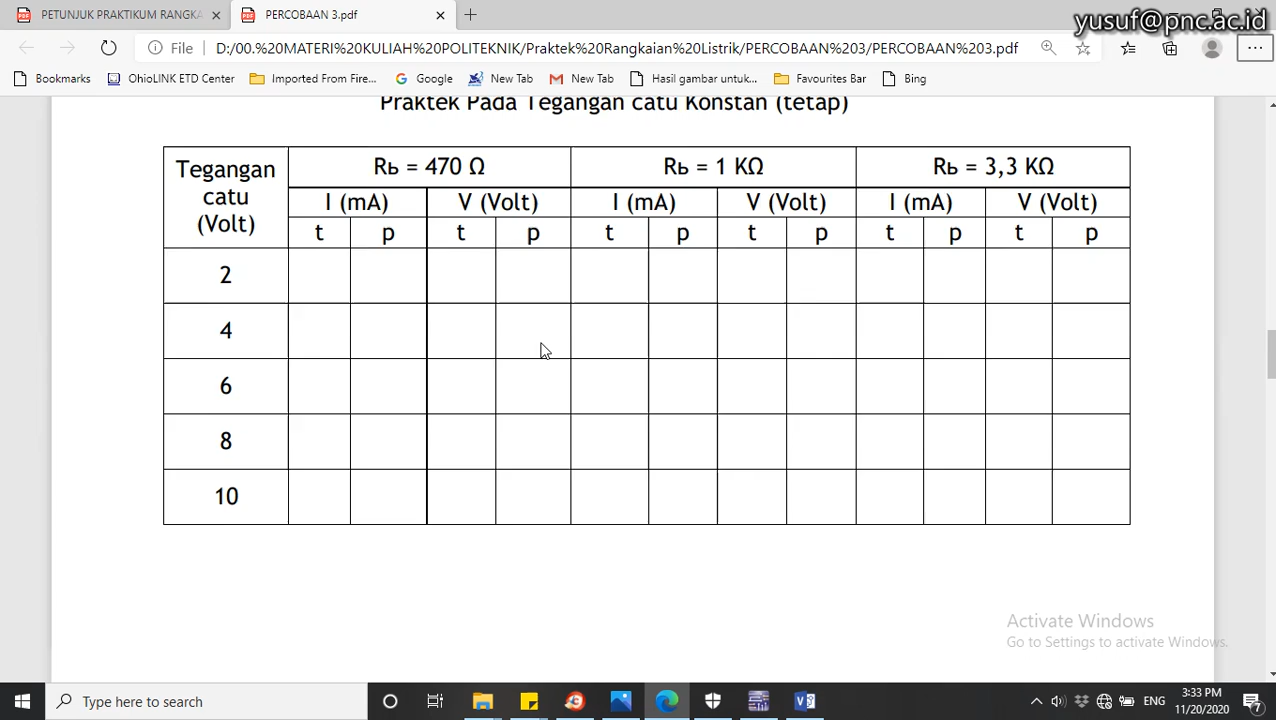 PETUNJUK PRAKTIKUM RANGKA
PERCOBAAN 3.pdf
yusuf@pnc.ac.id
File D:/00.%20MATERI%20KULIAH%20POLITEKNIK/Praktek%20Rangkaian%20Listrik/PERCOBAAN%203/PERCOBAAN%203.pdf
Bookmarks OhioLINK ETD Center Imported From Fire... Google New Tab New Tab Hasil gambar untuk... Favourites Bar Bing
Praktek Pada Tegangan catu Konstan (tetap)
Tegangan catu (Volt) Rь = 470 Ω Rь = 1 KΩ Rь = 3,3 KΩ
I (mA) V (Volt) I (mA) V (Volt) I (mA) V (Volt)
t p t p t p t p t p t p
2
4
6
8
10
Activate Windows
Go to Settings to activate Windows.
Type here to search
ENG
3:33 PM
11/20/2020
7